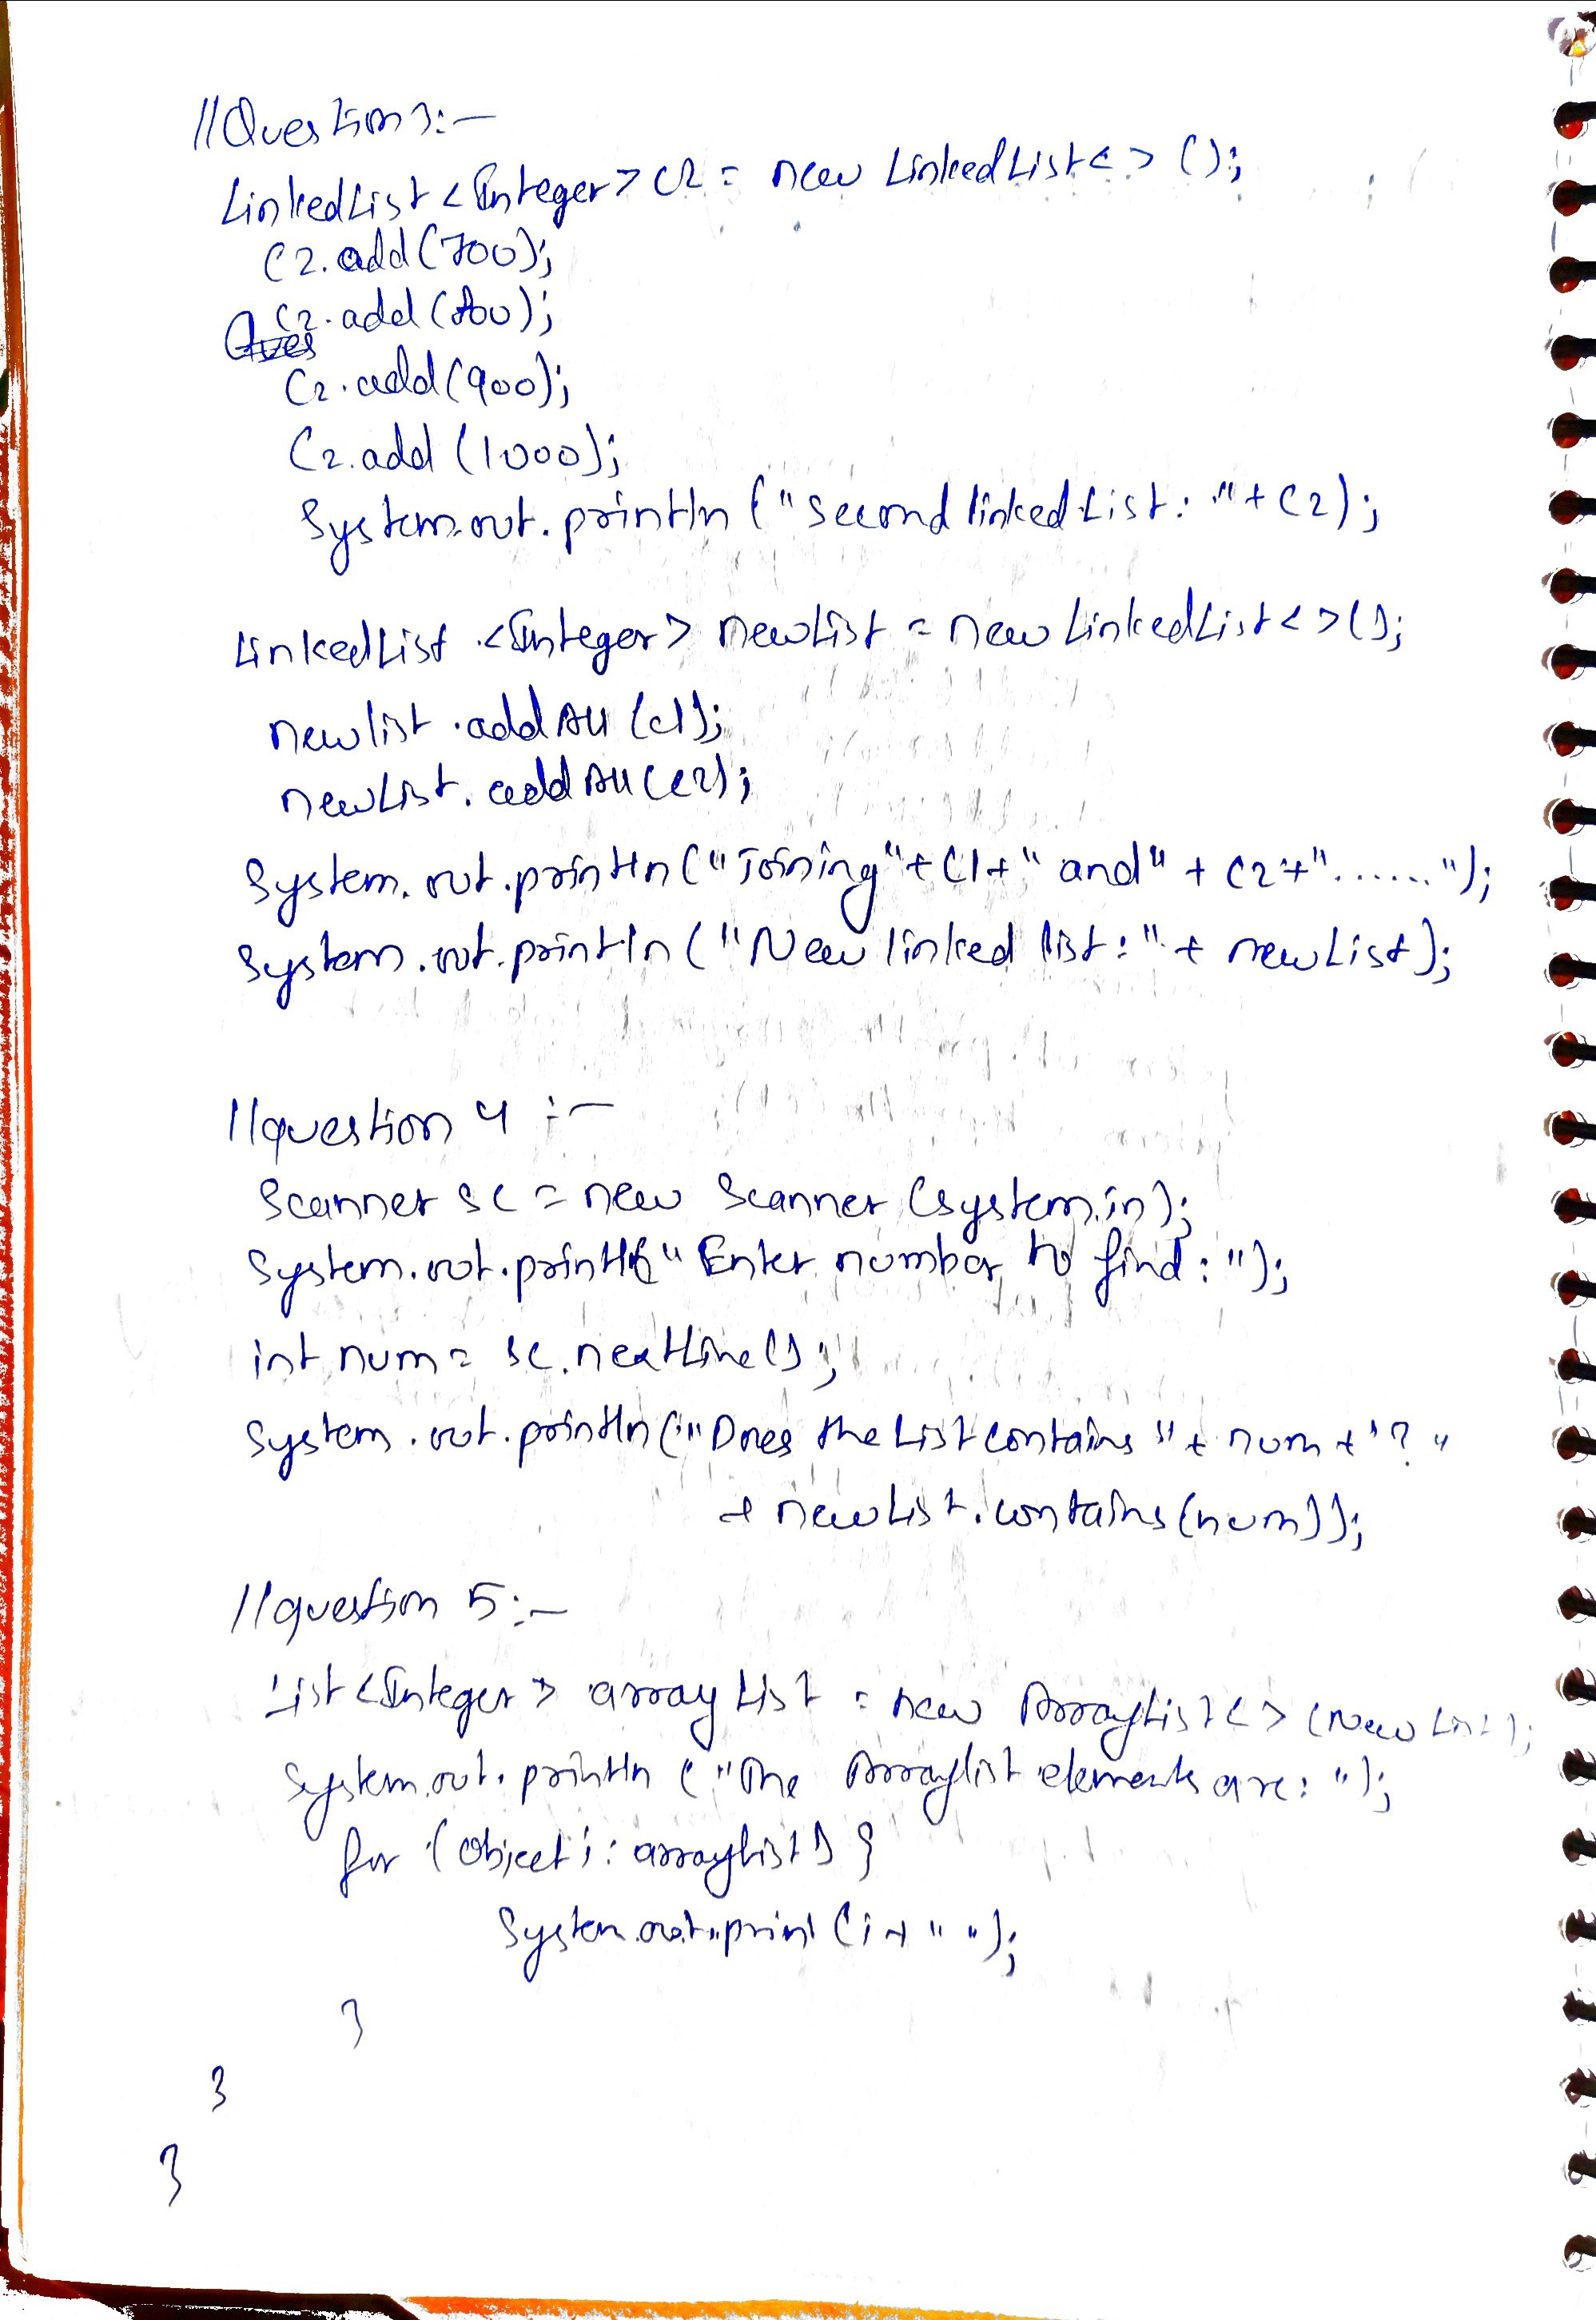 //Question 3:-
LinkedList <Integer> c2 = new LinkedList< > ();
C2.add(700);
C2.add(800);
Ques
C2.add(900);
C2.add(1000);
System.out.println ("Second linked List: "+C2);
LinkedList <Integer> newList = new LinkedList< >();
newlist .addAll (c1);
newList. addAll (c2);
System.out.println ("Joining"+C1+" and" + C2+"......");
System.out.println ("New linked list: "+ newList);
//question 4 :-
Scanner sc = new Scanner (system.in);
System.out.println(" Enter number to find: ");
int num = sc.nextLine();
System.out.println("Does the List contains "+ num +'? "
+ newList.contains(num));
//question 5:-
List <Integer> arrayList = new ArrayList< > (New List);
System.out.println ("The Arraylist elements are: ");
for (Object i: arraylist) {
System.out.print (i+ " ");
}
}
}